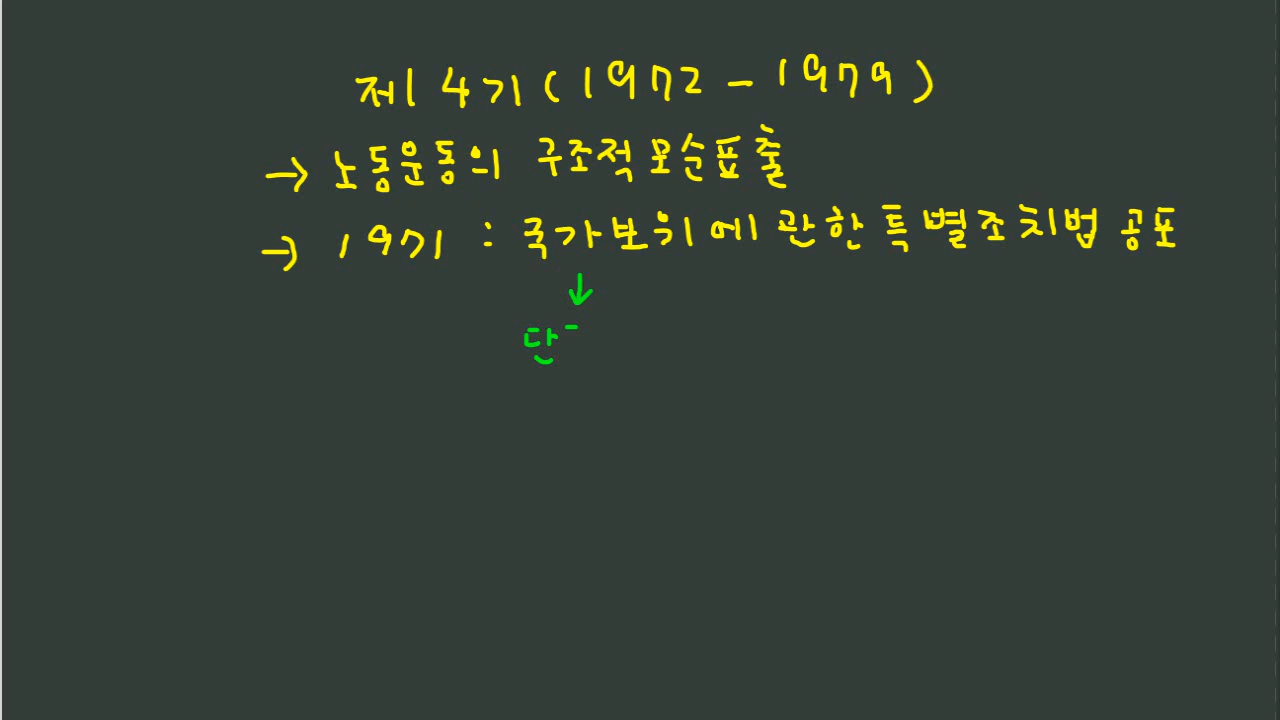 제4기(1972-1979)
→ 노동운동의 구조적모순표출
→ 1971 : 국가보위에관한특별조치법 공포
↓
단